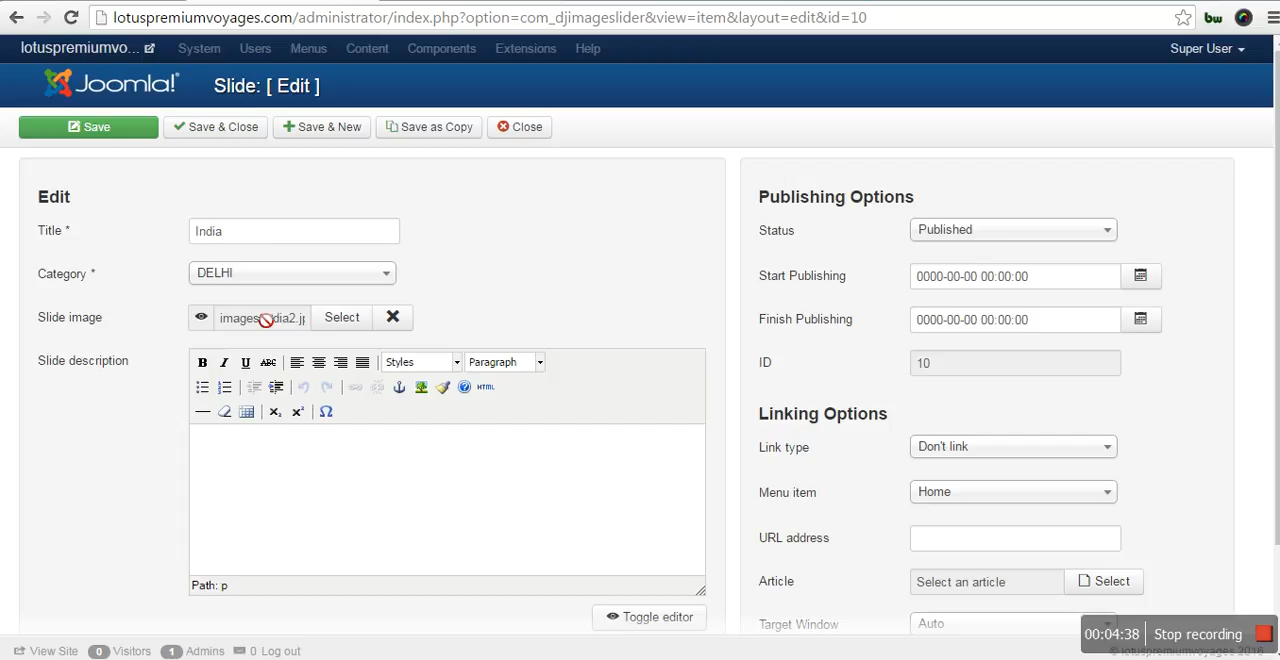 lotuspremiumvoyages.com/administrator/index.php?option=com_djimageslider&view=item&layout=edit&id=10
bw
lotuspremiumvo... System Users Menus Content Components Extensions Help Super User
Joomla!® Slide: [ Edit ]
Save Save & Close Save & New Save as Copy Close
Edit
Title * India
Category * DELHI
Slide image Select
Slide description
B I U ABC Styles Paragraph
HTML
Path: p
Toggle editor
Publishing Options
Status Published
Start Publishing 0000-00-00 00:00:00
Finish Publishing 0000-00-00 00:00:00
ID 10
Linking Options
Link type Don't link
Menu item Home
URL address
Article Select an article Select
Target Window Auto
00:04:38 Stop recording
View Site 0 Visitors 1 Admins 0 Log out